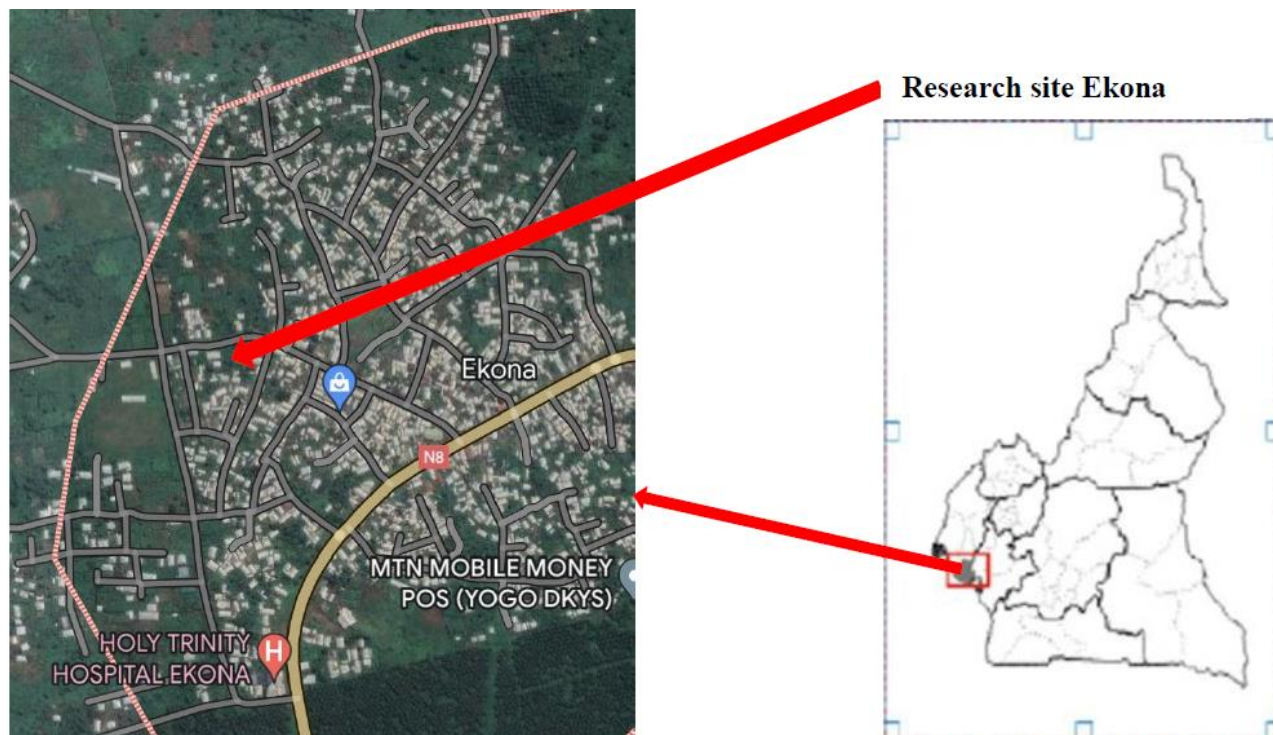 Research site Ekona
Ekona
N8
MTN MOBILE MONEY
POS (YOGO DKYS)
HOLY TRINITY
HOSPITAL EKONA
H